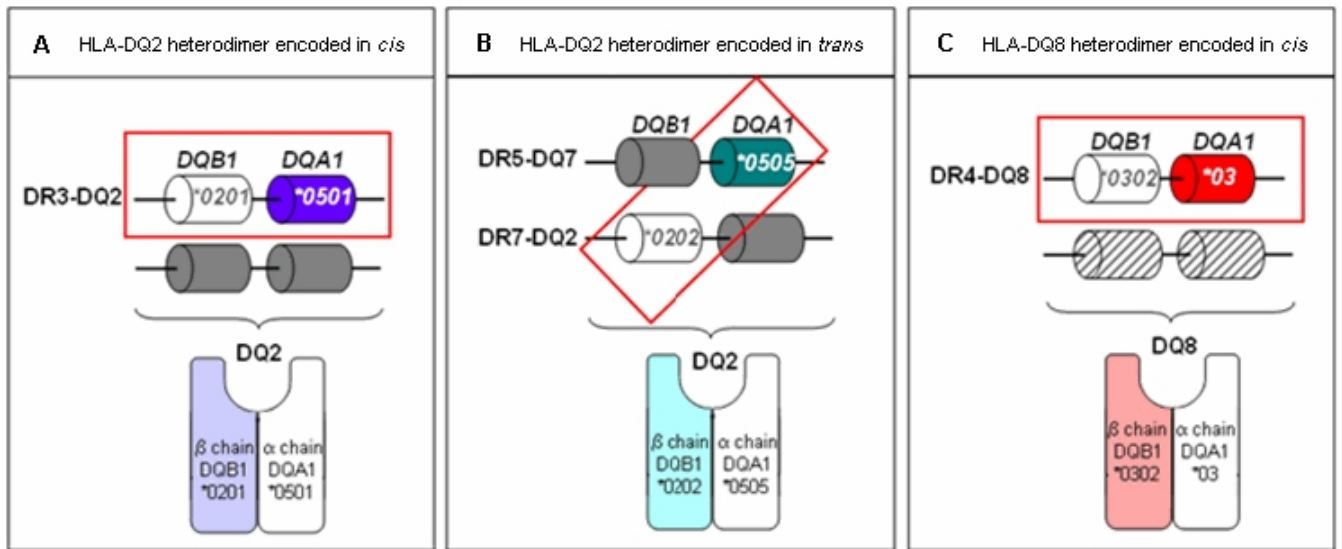 A HLA-DQ2 heterodimer encoded in cis
DQB1 DQA1
DR3-DQ2 *0201 *0501
DQ2
β chain α chain
DQB1 DQA1
*0201 *0501
B HLA-DQ2 heterodimer encoded in trans
DQB1 DQA1
DR5-DQ7 *0505
DR7-DQ2 *0202
DQ2
β chain α chain
DQB1 DQA1
*0202 *0505
C HLA-DQ8 heterodimer encoded in cis
DQB1 DQA1
DR4-DQ8 *0302 *03
DQ8
β chain α chain
DQB1 DQA1
*0302 *03